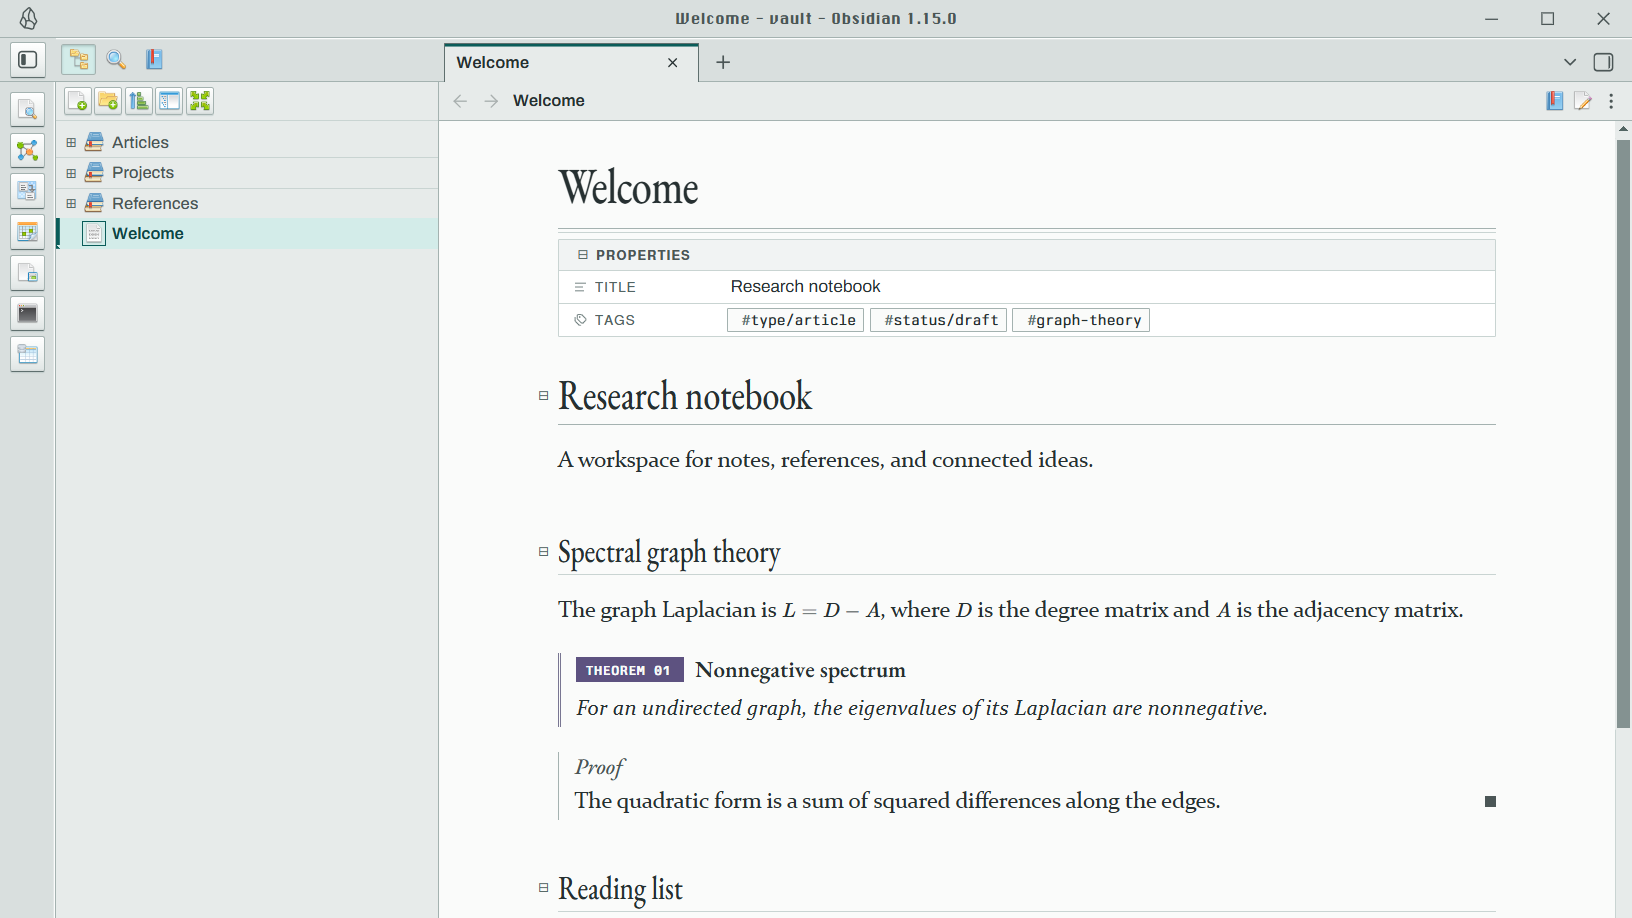 Welcome - vault - Obsidian 1.15.0
Welcome
Welcome
Articles
Projects
References
Welcome
Welcome
PROPERTIES
TITLE Research notebook
TAGS #type/article #status/draft #graph-theory
Research notebook
A workspace for notes, references, and connected ideas.
Spectral graph theory
The graph Laplacian is L = D − A, where D is the degree matrix and A is the adjacency matrix.
THEOREM 01 Nonnegative spectrum
For an undirected graph, the eigenvalues of its Laplacian are nonnegative.
Proof
The quadratic form is a sum of squared differences along the edges.
Reading list